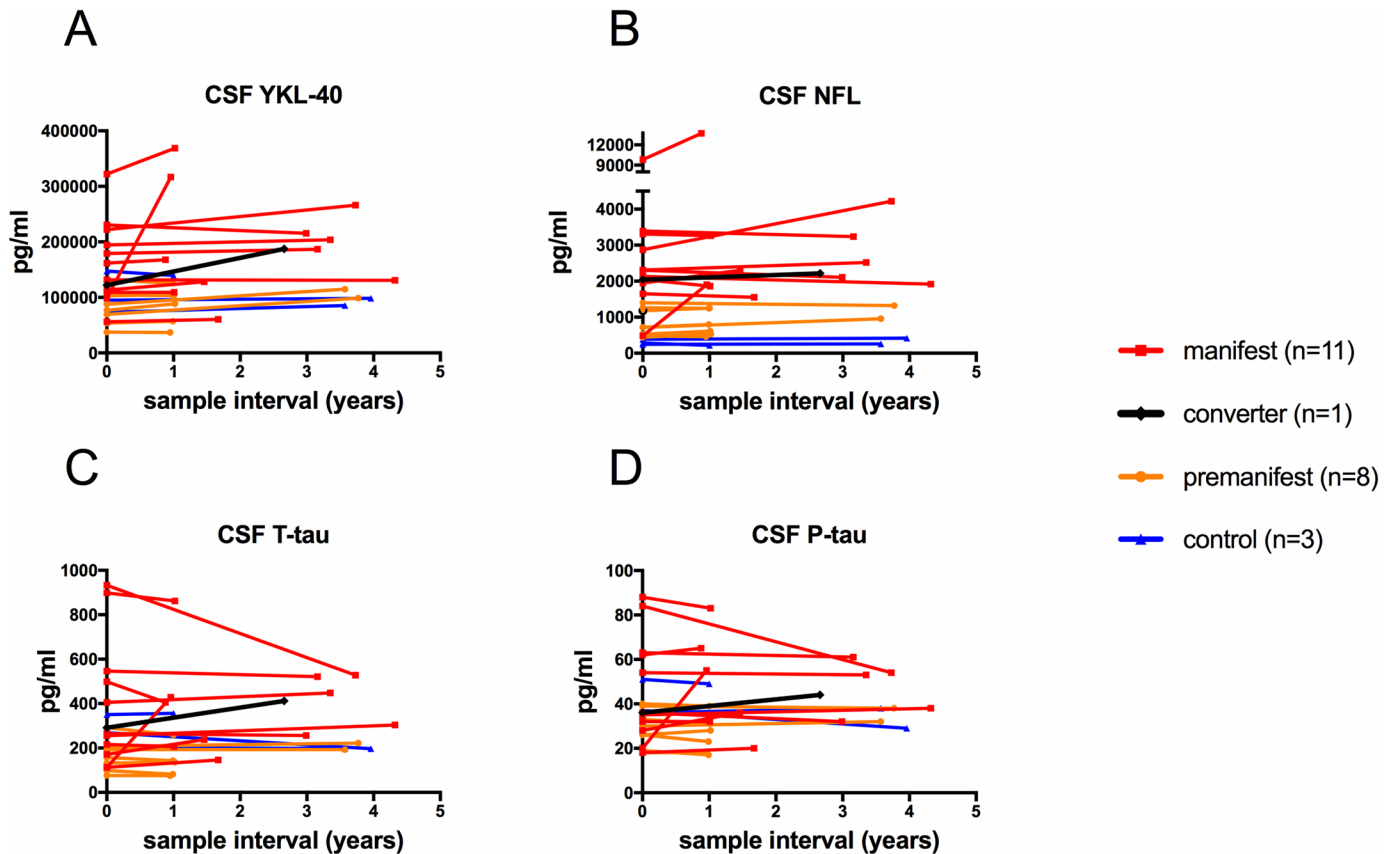 A
B
CSF YKL-40
CSF NFL
400000
300000
200000
100000
0
pg/ml
0 1 2 3 4 5
sample interval (years)
12000
9000
4000
3000
2000
1000
0
pg/ml
0 1 2 3 4 5
sample interval (years)
manifest (n=11)
converter (n=1)
premanifest (n=8)
control (n=3)
C
D
CSF T-tau
CSF P-tau
1000
800
600
400
200
0
pg/ml
0 1 2 3 4 5
sample interval (years)
100
80
60
40
20
0
pg/ml
0 1 2 3 4 5
sample interval (years)